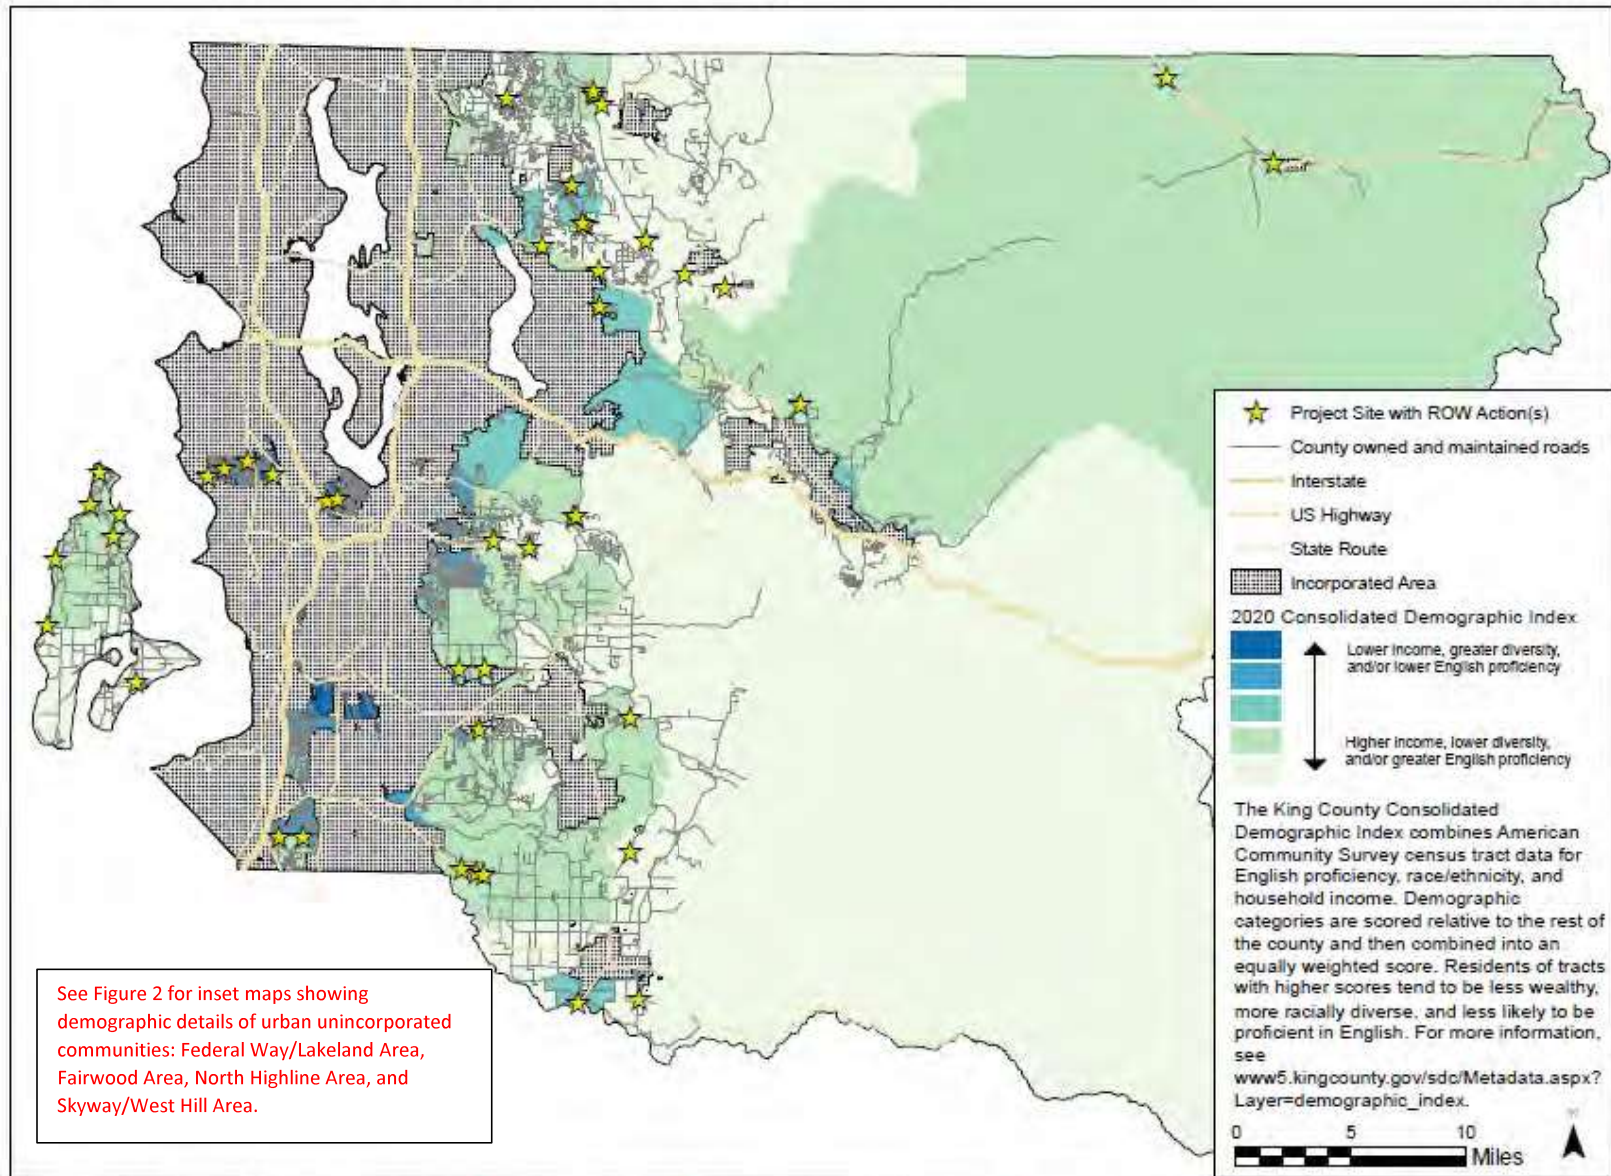 Project Site with ROW Action(s)
County owned and maintained roads
Interstate
US Highway
State Route
Incorporated Area
2020 Consolidated Demographic Index
Lower income, greater diversity,
and/or lower English proficiency
Higher income, lower diversity,
and/or greater English proficiency
The King County Consolidated
Demographic Index combines American
Community Survey census tract data for
English proficiency, race/ethnicity, and
household income. Demographic
categories are scored relative to the rest of
the county and then combined into an
equally weighted score. Residents of tracts
with higher scores tend to be less wealthy,
more racially diverse, and less likely to be
proficient in English. For more information,
see
www5.kingcounty.gov/sdc/Metadata.aspx?
Layer=demographic_index.
0 5 10
Miles
See Figure 2 for inset maps showing
demographic details of urban unincorporated
communities: Federal Way/Lakeland Area,
Fairwood Area, North Highline Area, and
Skyway/West Hill Area.